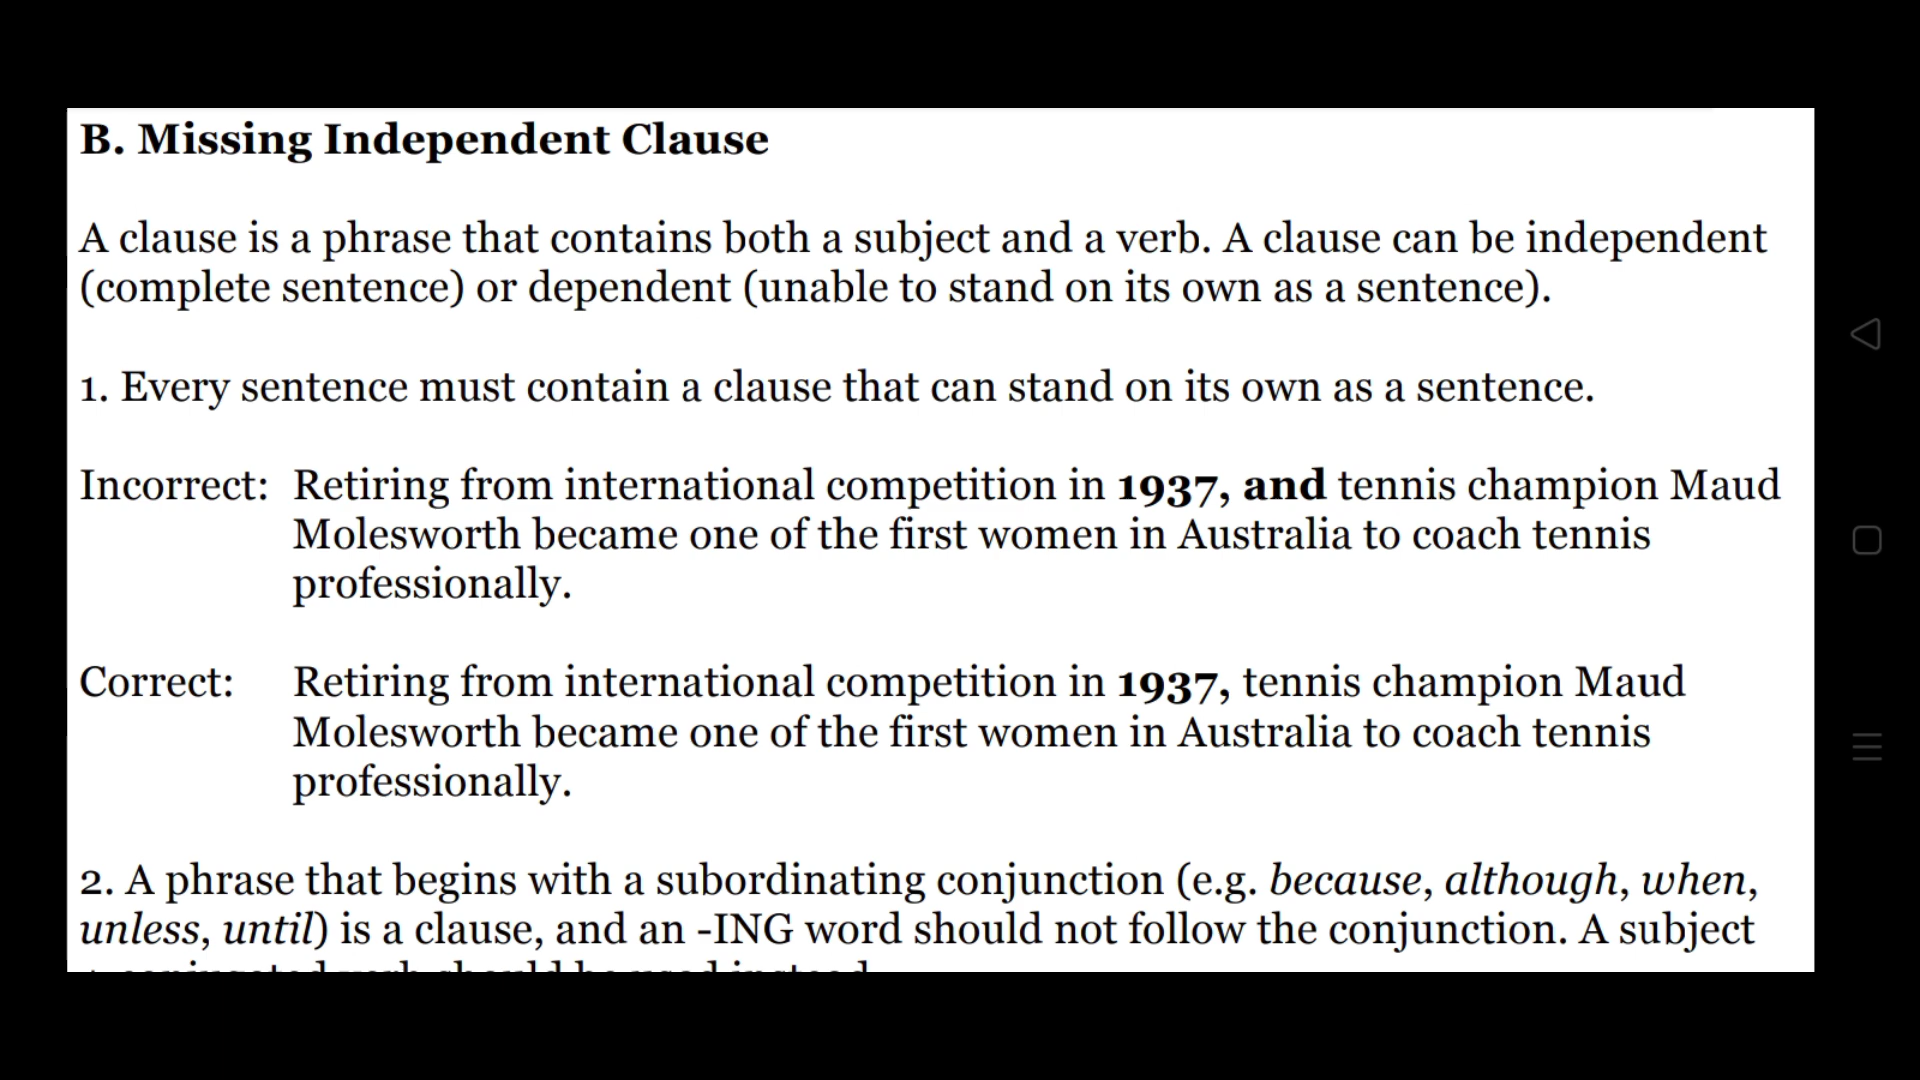 B. Missing Independent Clause
A clause is a phrase that contains both a subject and a verb. A clause can be independent
(complete sentence) or dependent (unable to stand on its own as a sentence).
1. Every sentence must contain a clause that can stand on its own as a sentence.
Incorrect: Retiring from international competition in 1937, and tennis champion Maud
Molesworth became one of the first women in Australia to coach tennis
professionally.
Correct: Retiring from international competition in 1937, tennis champion Maud
Molesworth became one of the first women in Australia to coach tennis
professionally.
2. A phrase that begins with a subordinating conjunction (e.g. because, although, when,
unless, until) is a clause, and an -ING word should not follow the conjunction. A subject